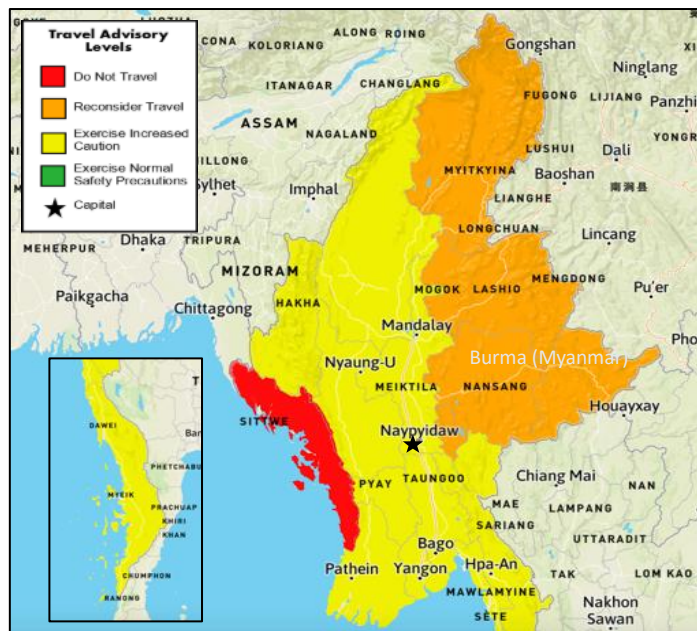 Travel Advisory
Levels
Do Not Travel
Reconsider Travel
Exercise Increased
Caution
Exercise Normal
Safety Precautions
Capital
CONA
ALONG
ROING
KOLORIANG
Gongshan
ITANAGAR
CHANGLANG
Ninglang
FUGONG
LIJIANG
Panzhi
ASSAM
NAGALAND
YONG
LUSHUI
Dali
SHILLONG
MYITKYINA
Baoshan
南涧县
Sylhet
Imphal
LIANGHE
MEHERPUR
Dhaka
TRIPURA
LONGCHUAN
Lincang
MIZORAM
MENGDONG
Paikgacha
HAKHA
MOGOK
LASHIO
Pu'er
Chittagong
Mandalay
Pho
Nyaung-U
Burma (Myanmar)
MEIKTILA
NANSANG
SITTWE
Houayxay
Naypyidaw
DAWEI
Ban
PHETCHABU
PYAY
TAUNGOO
Chiang Mai
NAN
MYEIK
PRACHUAP
KHIRI
KHAN
MAE
SARIANG
LAMPANG
UTTARADIT
Bago
CHUMPHON
Pathein
Yangon
Hpa-An
TAK
LOM KAO
RANONG
MAWLAMYINE
Nakhon
Sawan
SÈTE